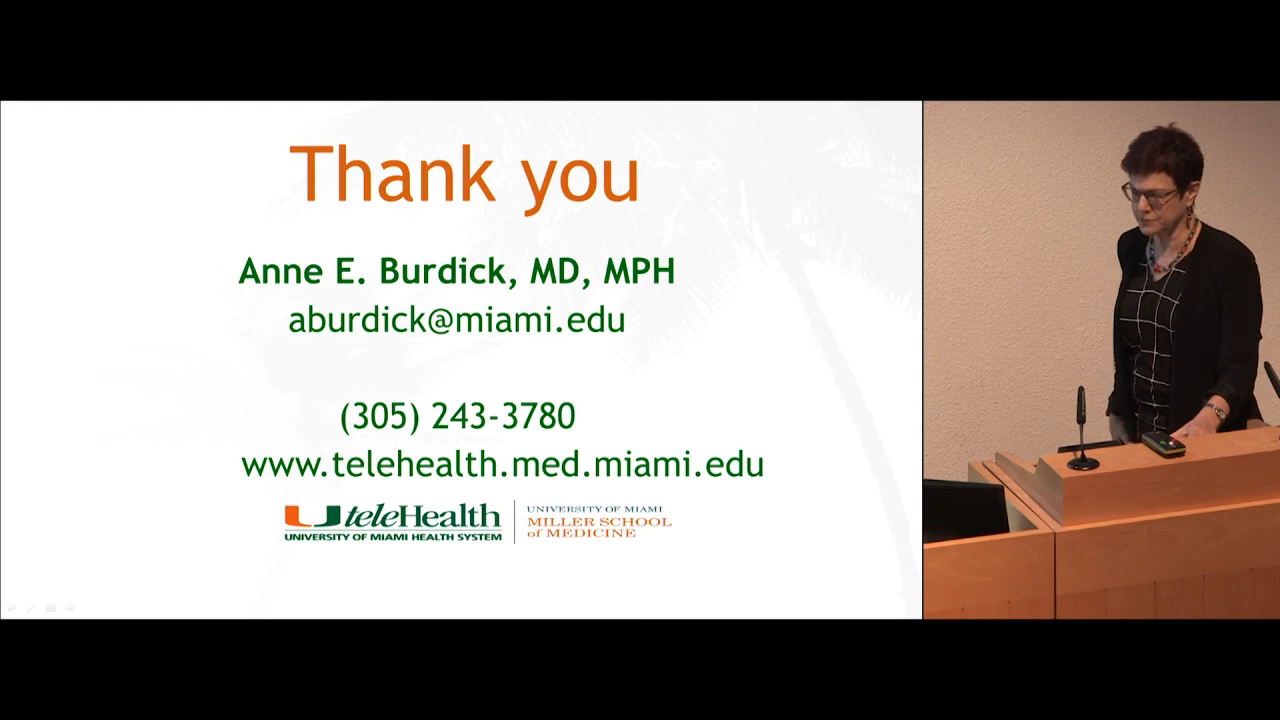 Thank you
Anne E. Burdick, MD, MPH
aburdick@miami.edu
(305) 243-3780
www.telehealth.med.miami.edu
U teleHealth
UNIVERSITY OF MIAMI HEALTH SYSTEM
UNIVERSITY OF MIAMI
MILLER SCHOOL
of MEDICINE